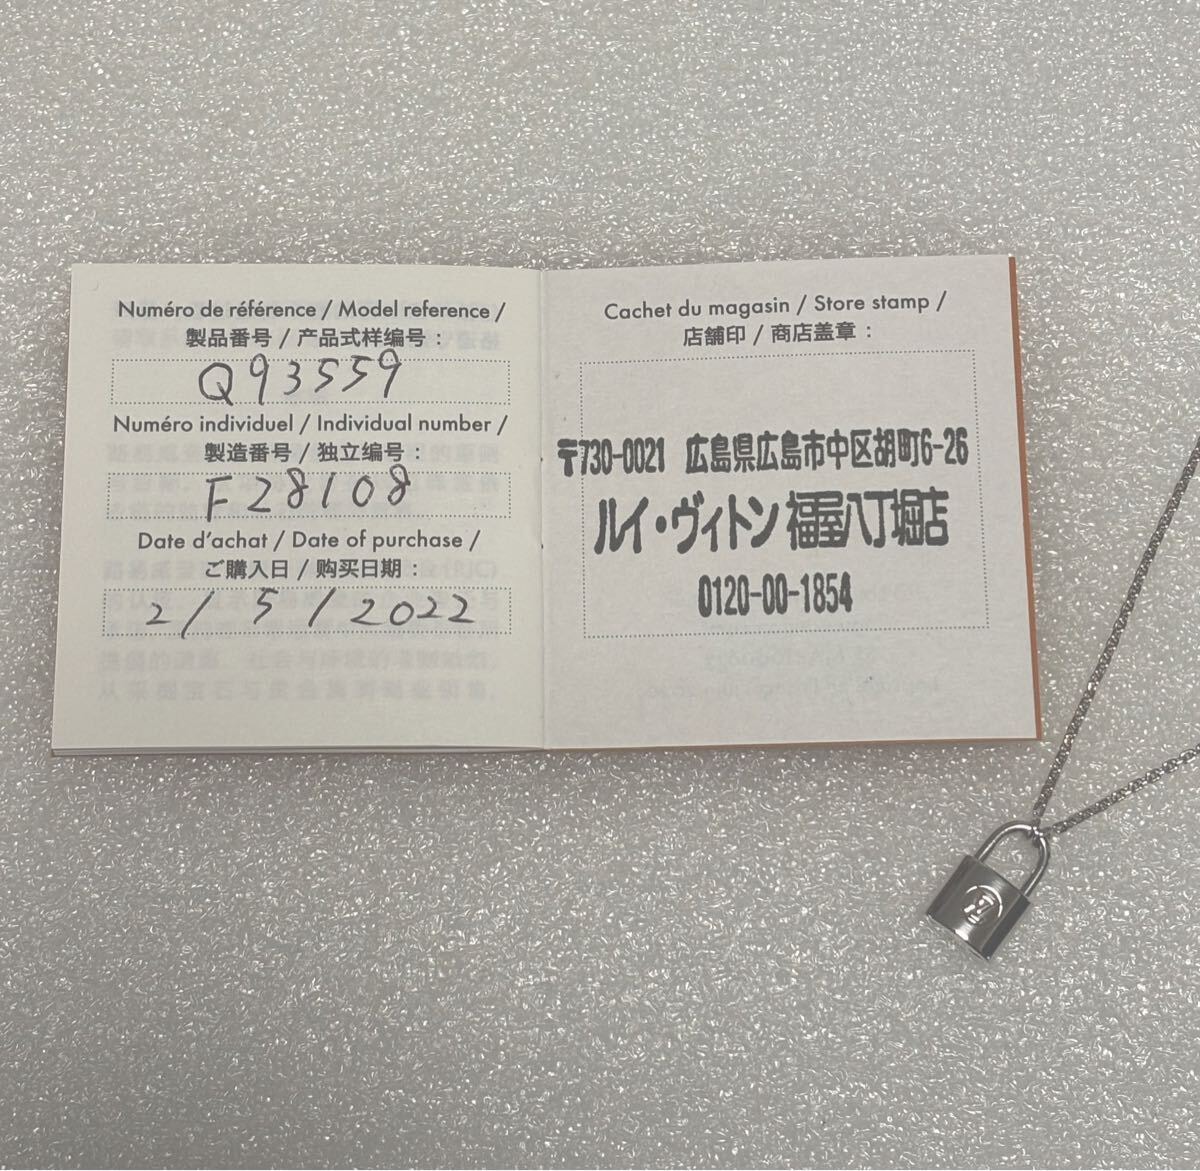 Numéro de référence / Model reference /
製品番号 / 产品式样编号 :
Q93559
Numéro individuel / Individual number /
製造番号 / 独立编号 :
F28108
Date d'achat / Date of purchase /
ご購入日 / 购买日期 :
2/5/2022
Cachet du magasin / Store stamp /
店舗印 / 商店盖章 :
〒730-0021 広島県広島市中区胡町6-26
ルイ・ヴィトン 福屋八丁堀店
0120-00-1854
LV